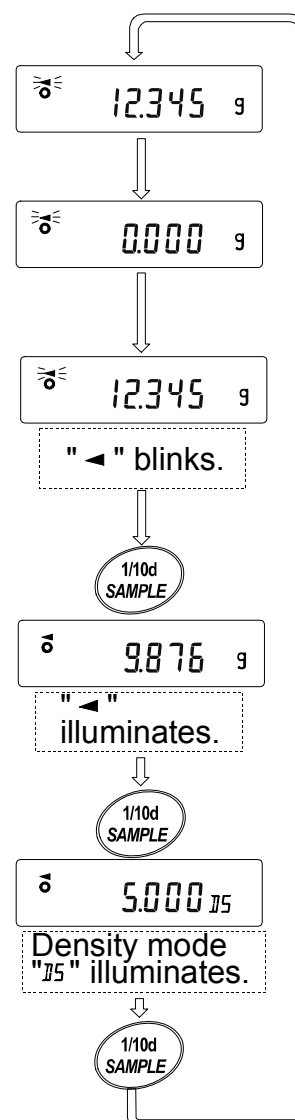 12.345 g
0.000 g
12.345 g
" ◄ " blinks.
1/10d
SAMPLE
9.876 g
" ◄ "
illuminates.
1/10d
SAMPLE
5.000 DS
Density mode
"DS" illuminates.
1/10d
SAMPLE